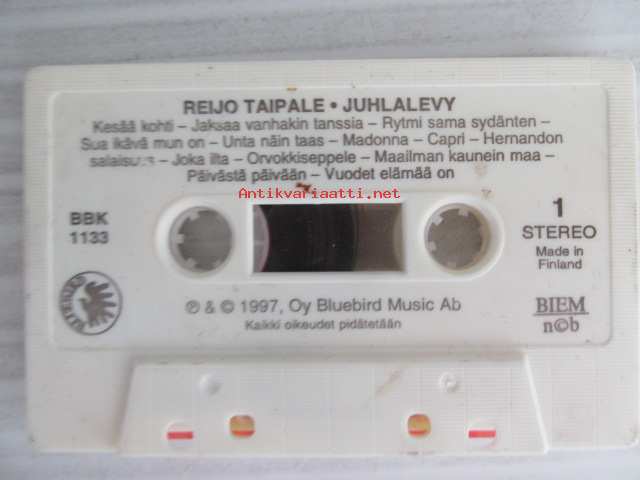 REIJO TAIPALE • JUHLALEVY
Kesää kohti – Jaksaa vanhakin tanssia – Rytmi sama sydänten –
Sua ikävä mun on – Unta näin taas – Madonna – Capri – Hernandon
salaisuus – Joka ilta – Orvokkiseppele – Maailman kaunein maa –
Päivästä päivään – Vuodet elämää on
Antikvariaatti.net
BBK
1133
1
STEREO
Made in
Finland
℗ & © 1997, Oy Bluebird Music Ab
Kaikki oikeudet pidätetään
BIEM
n©b